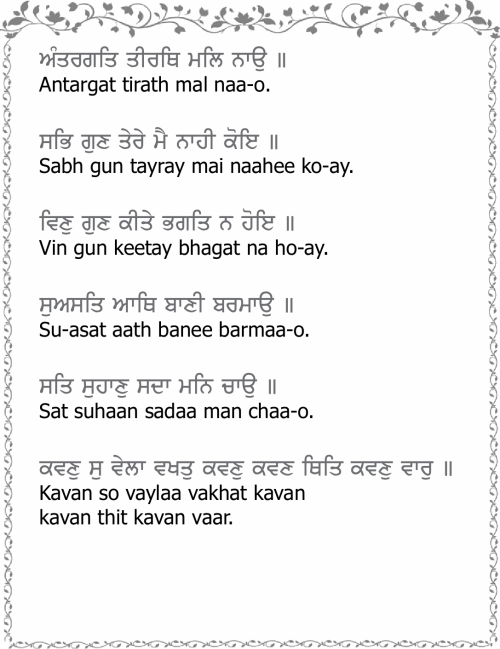 ਅੰਤਰਗਤਿ ਤੀਰਥਿ ਮਲਿ ਨਾਉ ॥
Antargat tirath mal naa-o.
ਸਭਿ ਗੁਣ ਤੇਰੇ ਮੈ ਨਾਹੀ ਕੋਇ ॥
Sabh gun tayray mai naahee ko-ay.
ਵਿਣੁ ਗੁਣ ਕੀਤੇ ਭਗਤਿ ਨ ਹੋਇ ॥
Vin gun keetay bhagat na ho-ay.
ਸੁਅਸਤਿ ਆਥਿ ਬਾਣੀ ਬਰਮਾਉ ॥
Su-asat aath banee barmaa-o.
ਸਤਿ ਸੁਹਾਣੁ ਸਦਾ ਮਨਿ ਚਾਉ ॥
Sat suhaan sadaa man chaa-o.
ਕਵਣੁ ਸੁ ਵੇਲਾ ਵਖਤੁ ਕਵਣੁ ਕਵਣ ਥਿਤਿ ਕਵਣੁ ਵਾਰੁ ॥
Kavan so vaylaa vakhat kavan
kavan thit kavan vaar.